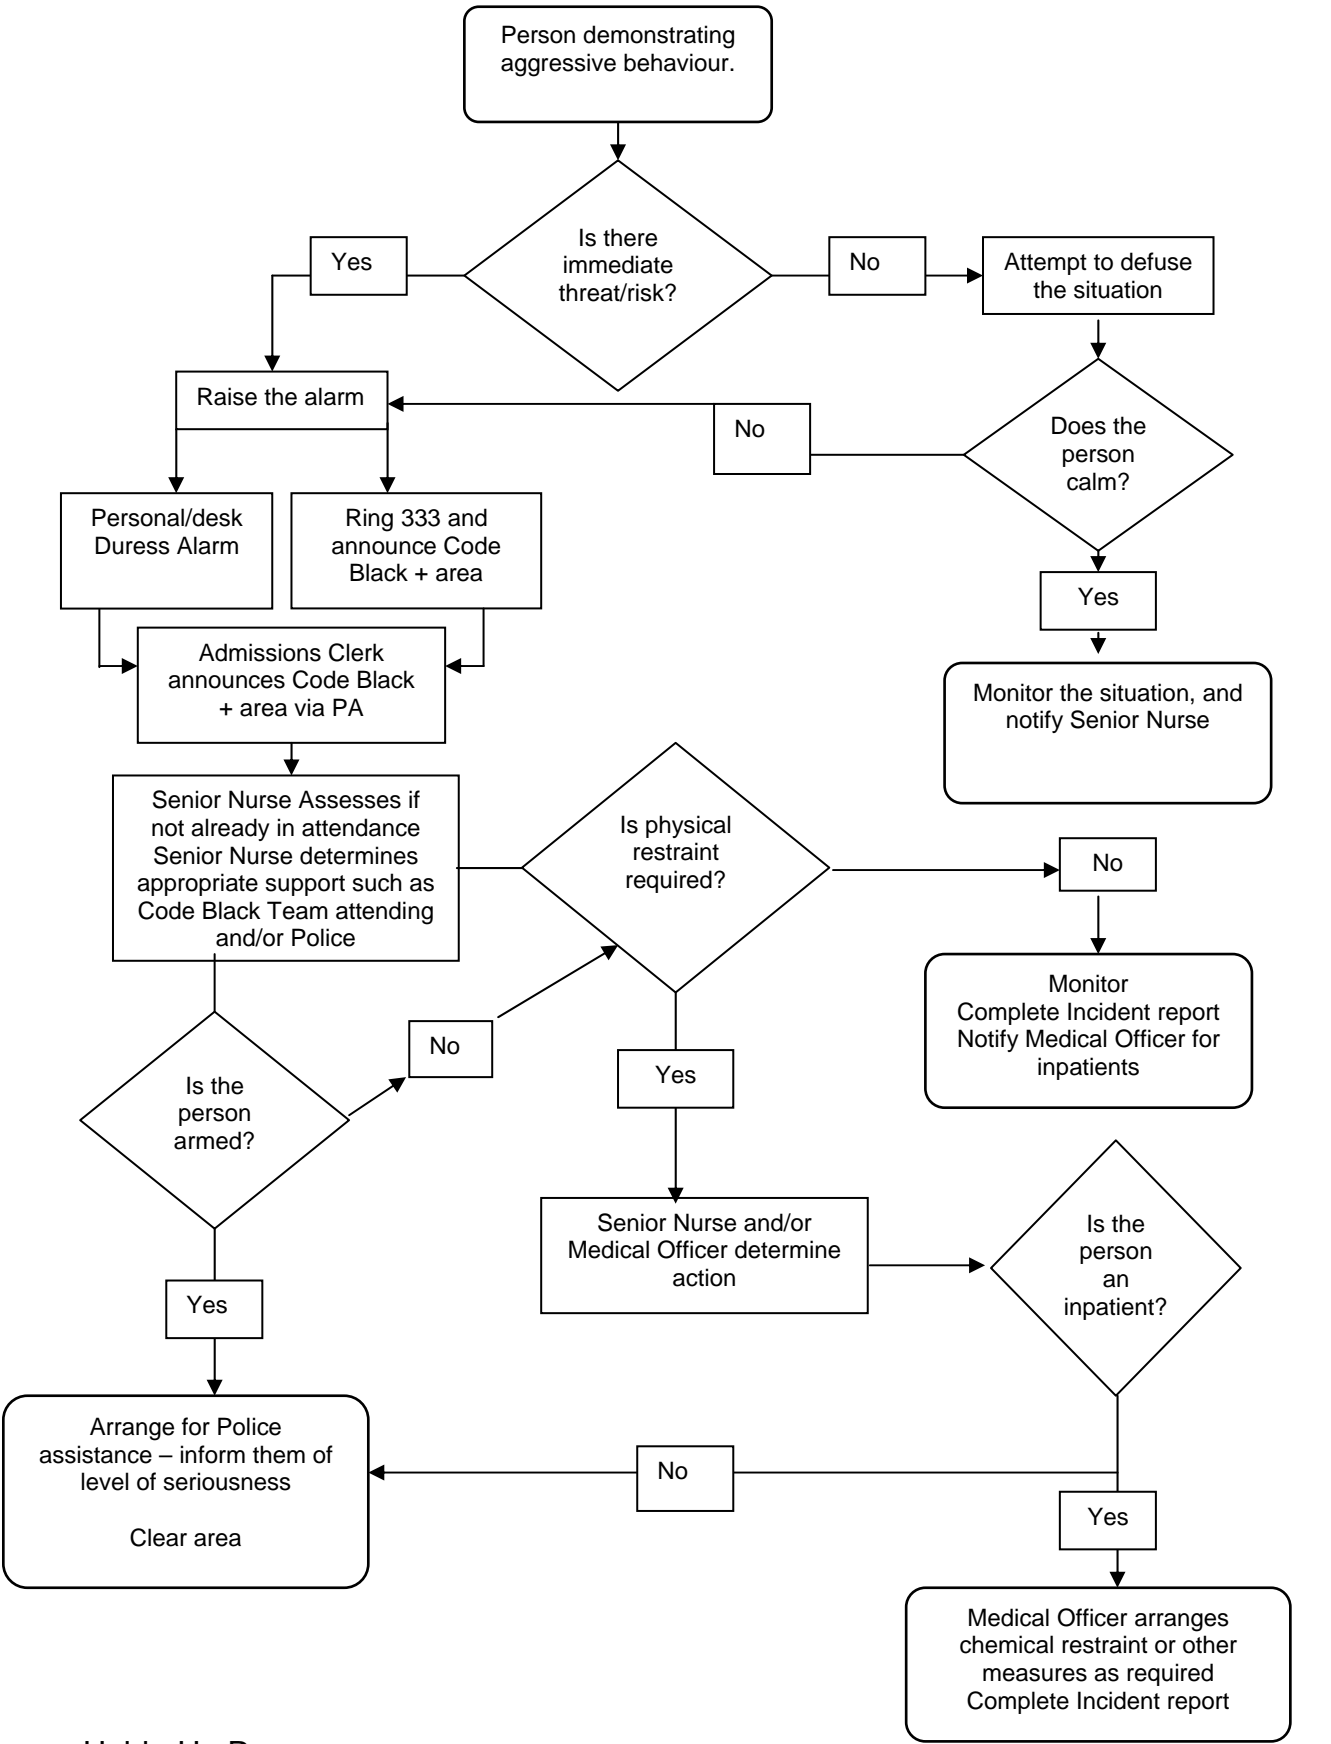 Person demonstrating
aggressive behaviour.
Is there
immediate
threat/risk?
Yes
No
Attempt to defuse
the situation
Raise the alarm
No
Does the
person
calm?
Personal/desk
Duress Alarm
Ring 333 and
announce Code
Black + area
Yes
Admissions Clerk
announces Code Black
+ area via PA
Monitor the situation, and
notify Senior Nurse
Senior Nurse Assesses if
not already in attendance
Senior Nurse determines
appropriate support such as
Code Black Team attending
and/or Police
Is physical
restraint
required?
No
Monitor
Complete Incident report
Notify Medical Officer for
inpatients
No
Is the
person
armed?
Yes
Senior Nurse and/or
Medical Officer determine
action
Is the
person
an
inpatient?
Yes
Arrange for Police
assistance – inform them of
level of seriousness
Clear area
No
Yes
Medical Officer arranges
chemical restraint or other
measures as required
Complete Incident report